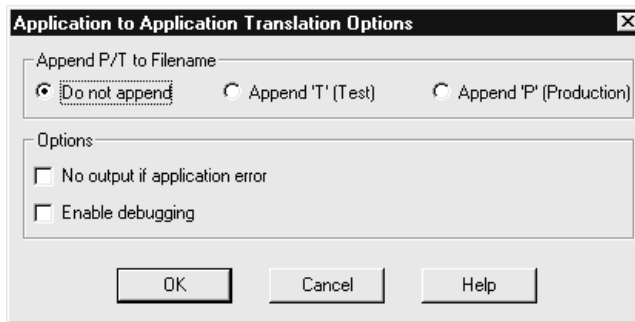 Application to Application Translation Options
Append P/T to Filename
Do not append Append 'T' (Test) Append 'P' (Production)
Options
No output if application error
Enable debugging
OK Cancel Help